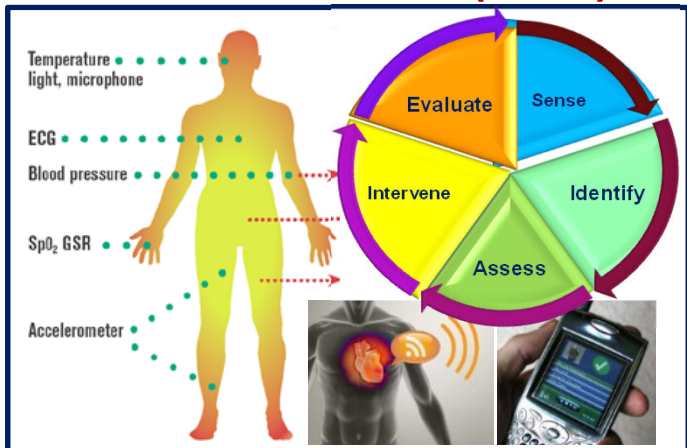 Temperature
light, microphone
ECG
Blood pressure
SpO₂ GSR
Accelerometer
Evaluate
Sense
Intervene
Identify
Assess